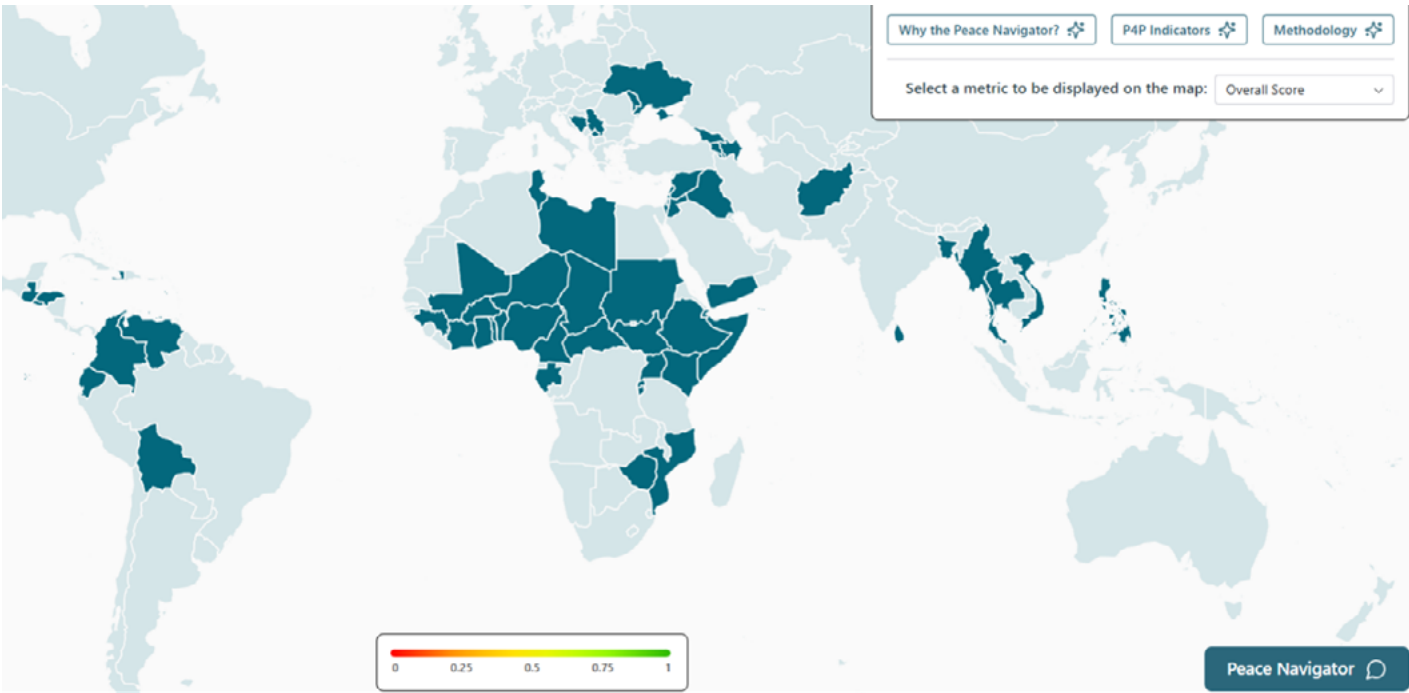 Why the Peace Navigator? P4P Indicators Methodology
Select a metric to be displayed on the map: Overall Score
0 0.25 0.5 0.75 1
Peace Navigator